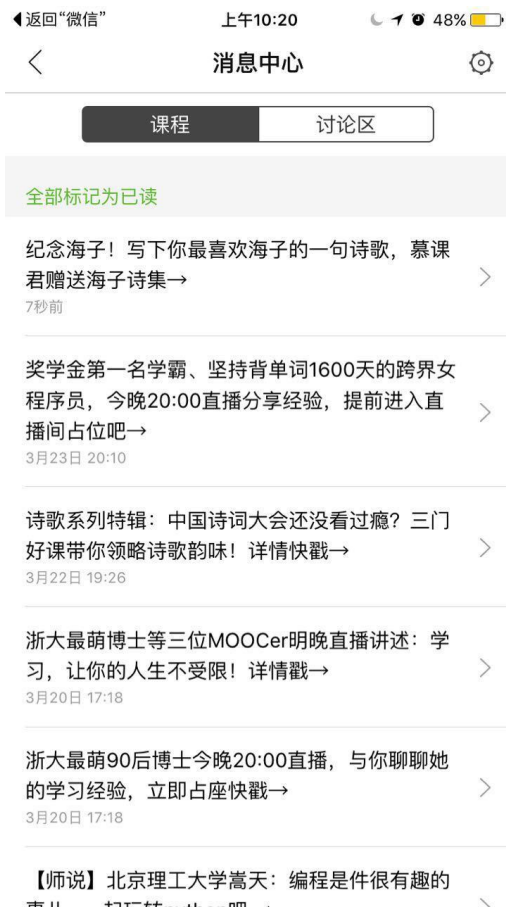 返回“微信”
上午10:20
48%
消息中心
课程
讨论区
全部标记为已读
纪念海子！写下你最喜欢海子的一句诗歌，慕课
君赠送海子诗集→
7秒前
奖学金第一名学霸、坚持背单词1600天的跨界女
程序员，今晚20:00直播分享经验，提前进入直
播间占位吧→
3月23日 20:10
诗歌系列特辑：中国诗词大会还没看过瘾？三门
好课带你领略诗歌韵味！详情快戳→
3月22日 19:26
浙大最萌博士等三位MOOCer明晚直播讲述：学
习，让你的人生不受限！详情戳→
3月20日 17:18
浙大最萌90后博士今晚20:00直播，与你聊聊她
的学习经验，立即占座快戳→
3月20日 17:18
【师说】北京理工大学嵩天：编程是件很有趣的